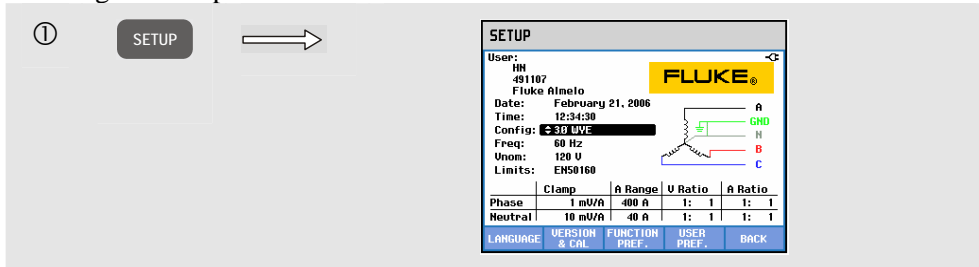 ①
SETUP
SETUP
User:
HN
491107
Fluke Almelo
FLUKE®
Date: February 21, 2006
Time: 12:34:30
Config: 3Ø WYE
Freq: 60 Hz
Vnom: 120 V
Limits: EN50160
A
GND
N
B
C
Clamp A Range V Ratio A Ratio
Phase 1 mV/A 400 A 1: 1 1: 1
Neutral 10 mV/A 40 A 1: 1 1: 1
LANGUAGE VERSION & CAL FUNCTION PREF. USER PREF. BACK